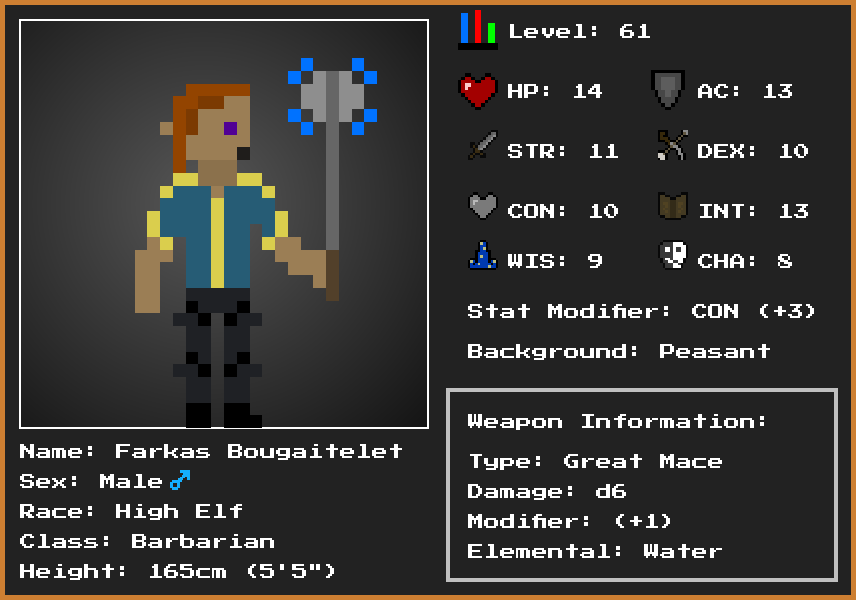 Level: 61
HP: 14
AC: 13
STR: 11
DEX: 10
CON: 10
INT: 13
WIS: 9
CHA: 8
Stat Modifier: CON (+3)
Background: Peasant
Weapon Information:
Type: Great Mace
Damage: d6
Modifier: (+1)
Elemental: Water
Name: Farkas Bougaitelet
Sex: Male♂
Race: High Elf
Class: Barbarian
Height: 165cm (5'5")